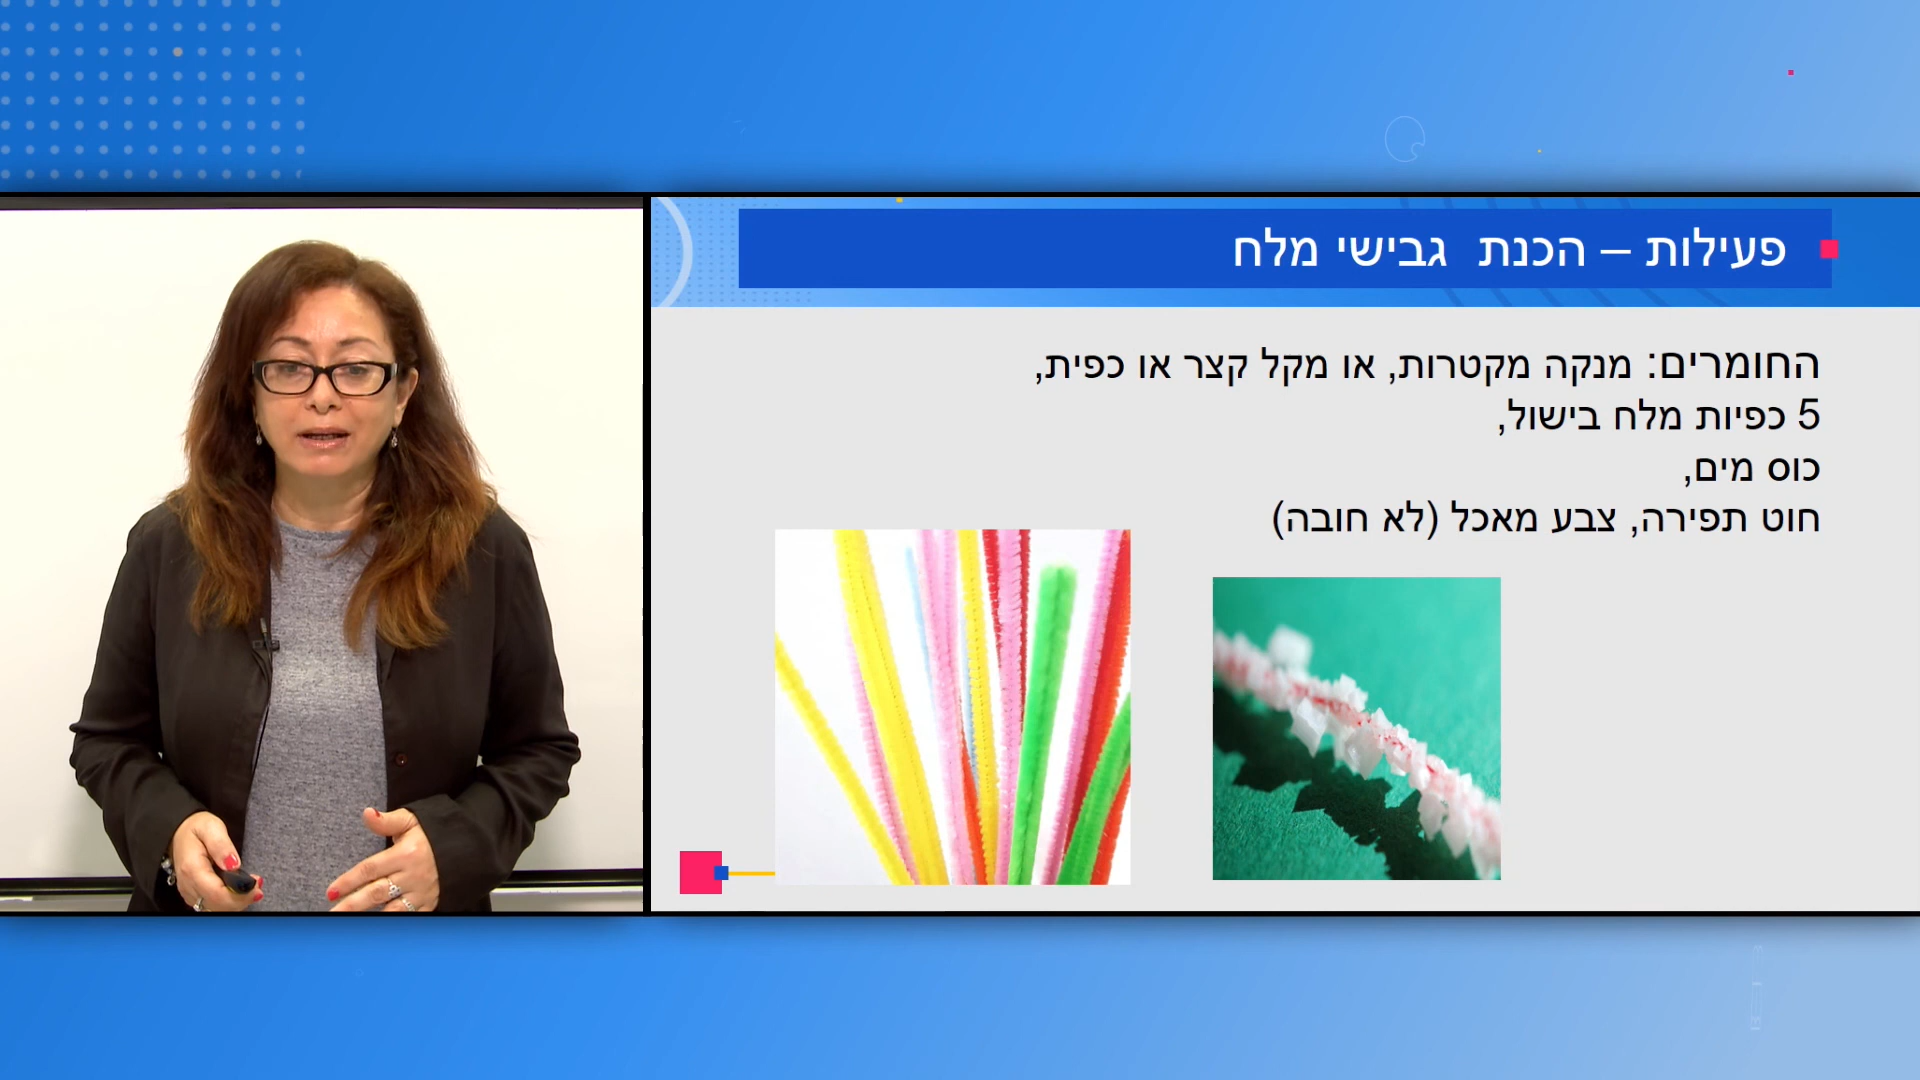 פעילות – הכנת גבישי מלח
החומרים: מנקה מקטרות, או מקל קצר או כפית,
5 כפיות מלח בישול,
כוס מים,
חוט תפירה, צבע מאכל (לא חובה)